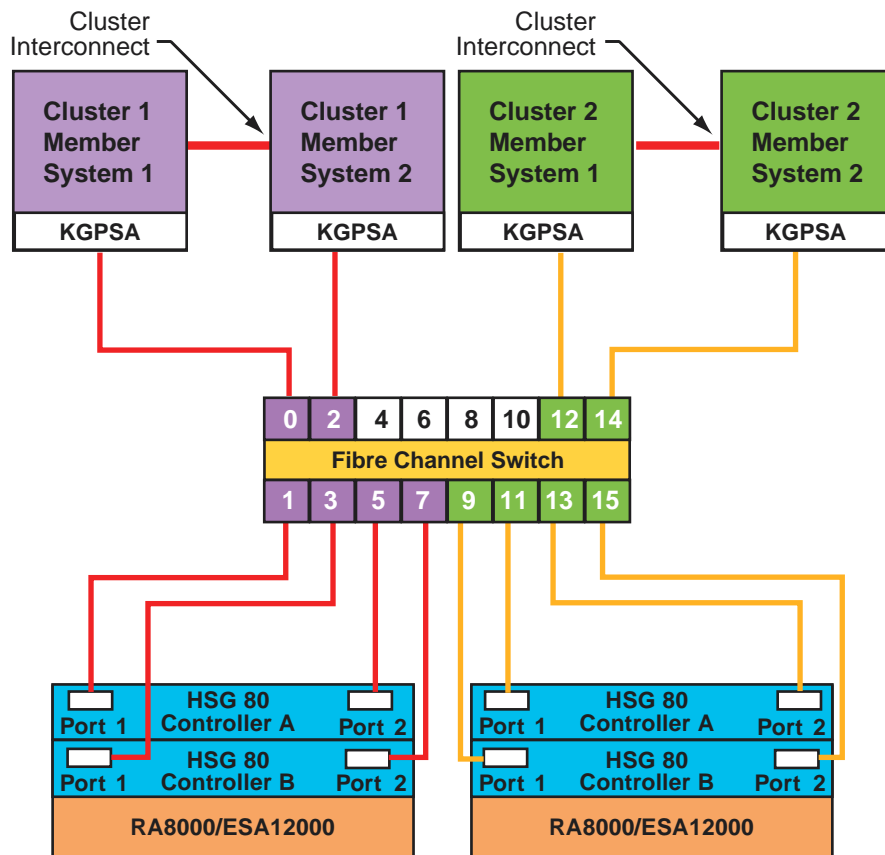 Cluster
Interconnect
Cluster
Interconnect
Cluster 1
Member
System 1
KGPSA
Cluster 1
Member
System 2
KGPSA
Cluster 2
Member
System 1
KGPSA
Cluster 2
Member
System 2
KGPSA
0 2 4 6 8 10 12 14
Fibre Channel Switch
1 3 5 7 9 11 13 15
HSG 80
Controller A
Port 1
Port 2
HSG 80
Controller B
Port 1
Port 2
RA8000/ESA12000
HSG 80
Controller A
Port 1
Port 2
HSG 80
Controller B
Port 1
Port 2
RA8000/ESA12000